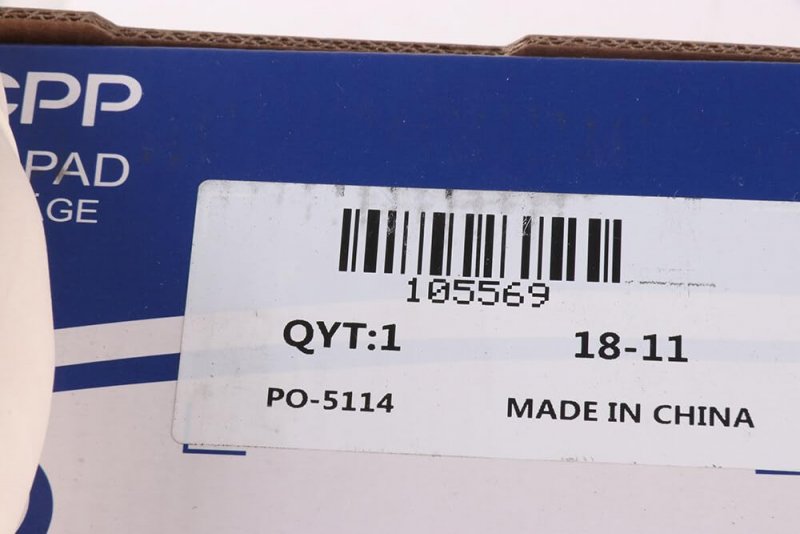 CPP
PAD
GE
105569
QYT:1
18-11
PO-5114
MADE IN CHINA